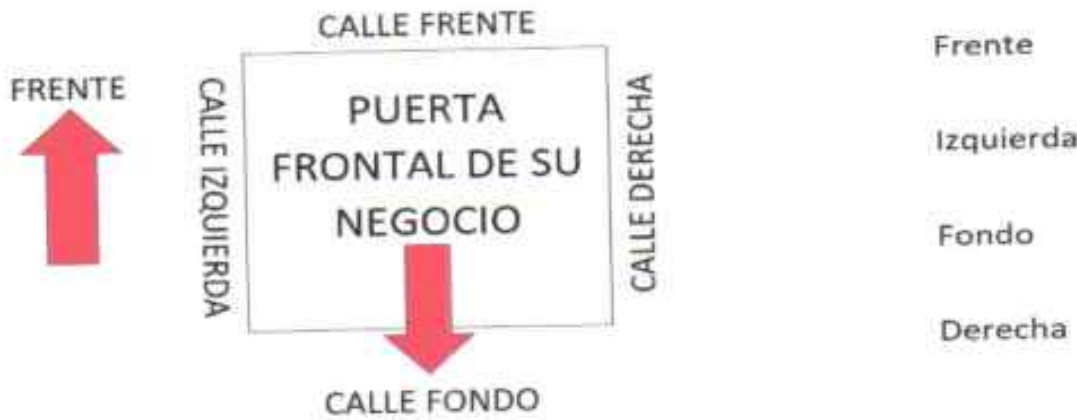 CALLE FRENTE
FRENTE
CALLE IZQUIERDA
PUERTA
FRONTAL DE SU
NEGOCIO
CALLE DERECHA
CALLE FONDO
Frente
Izquierda
Fondo
Derecha